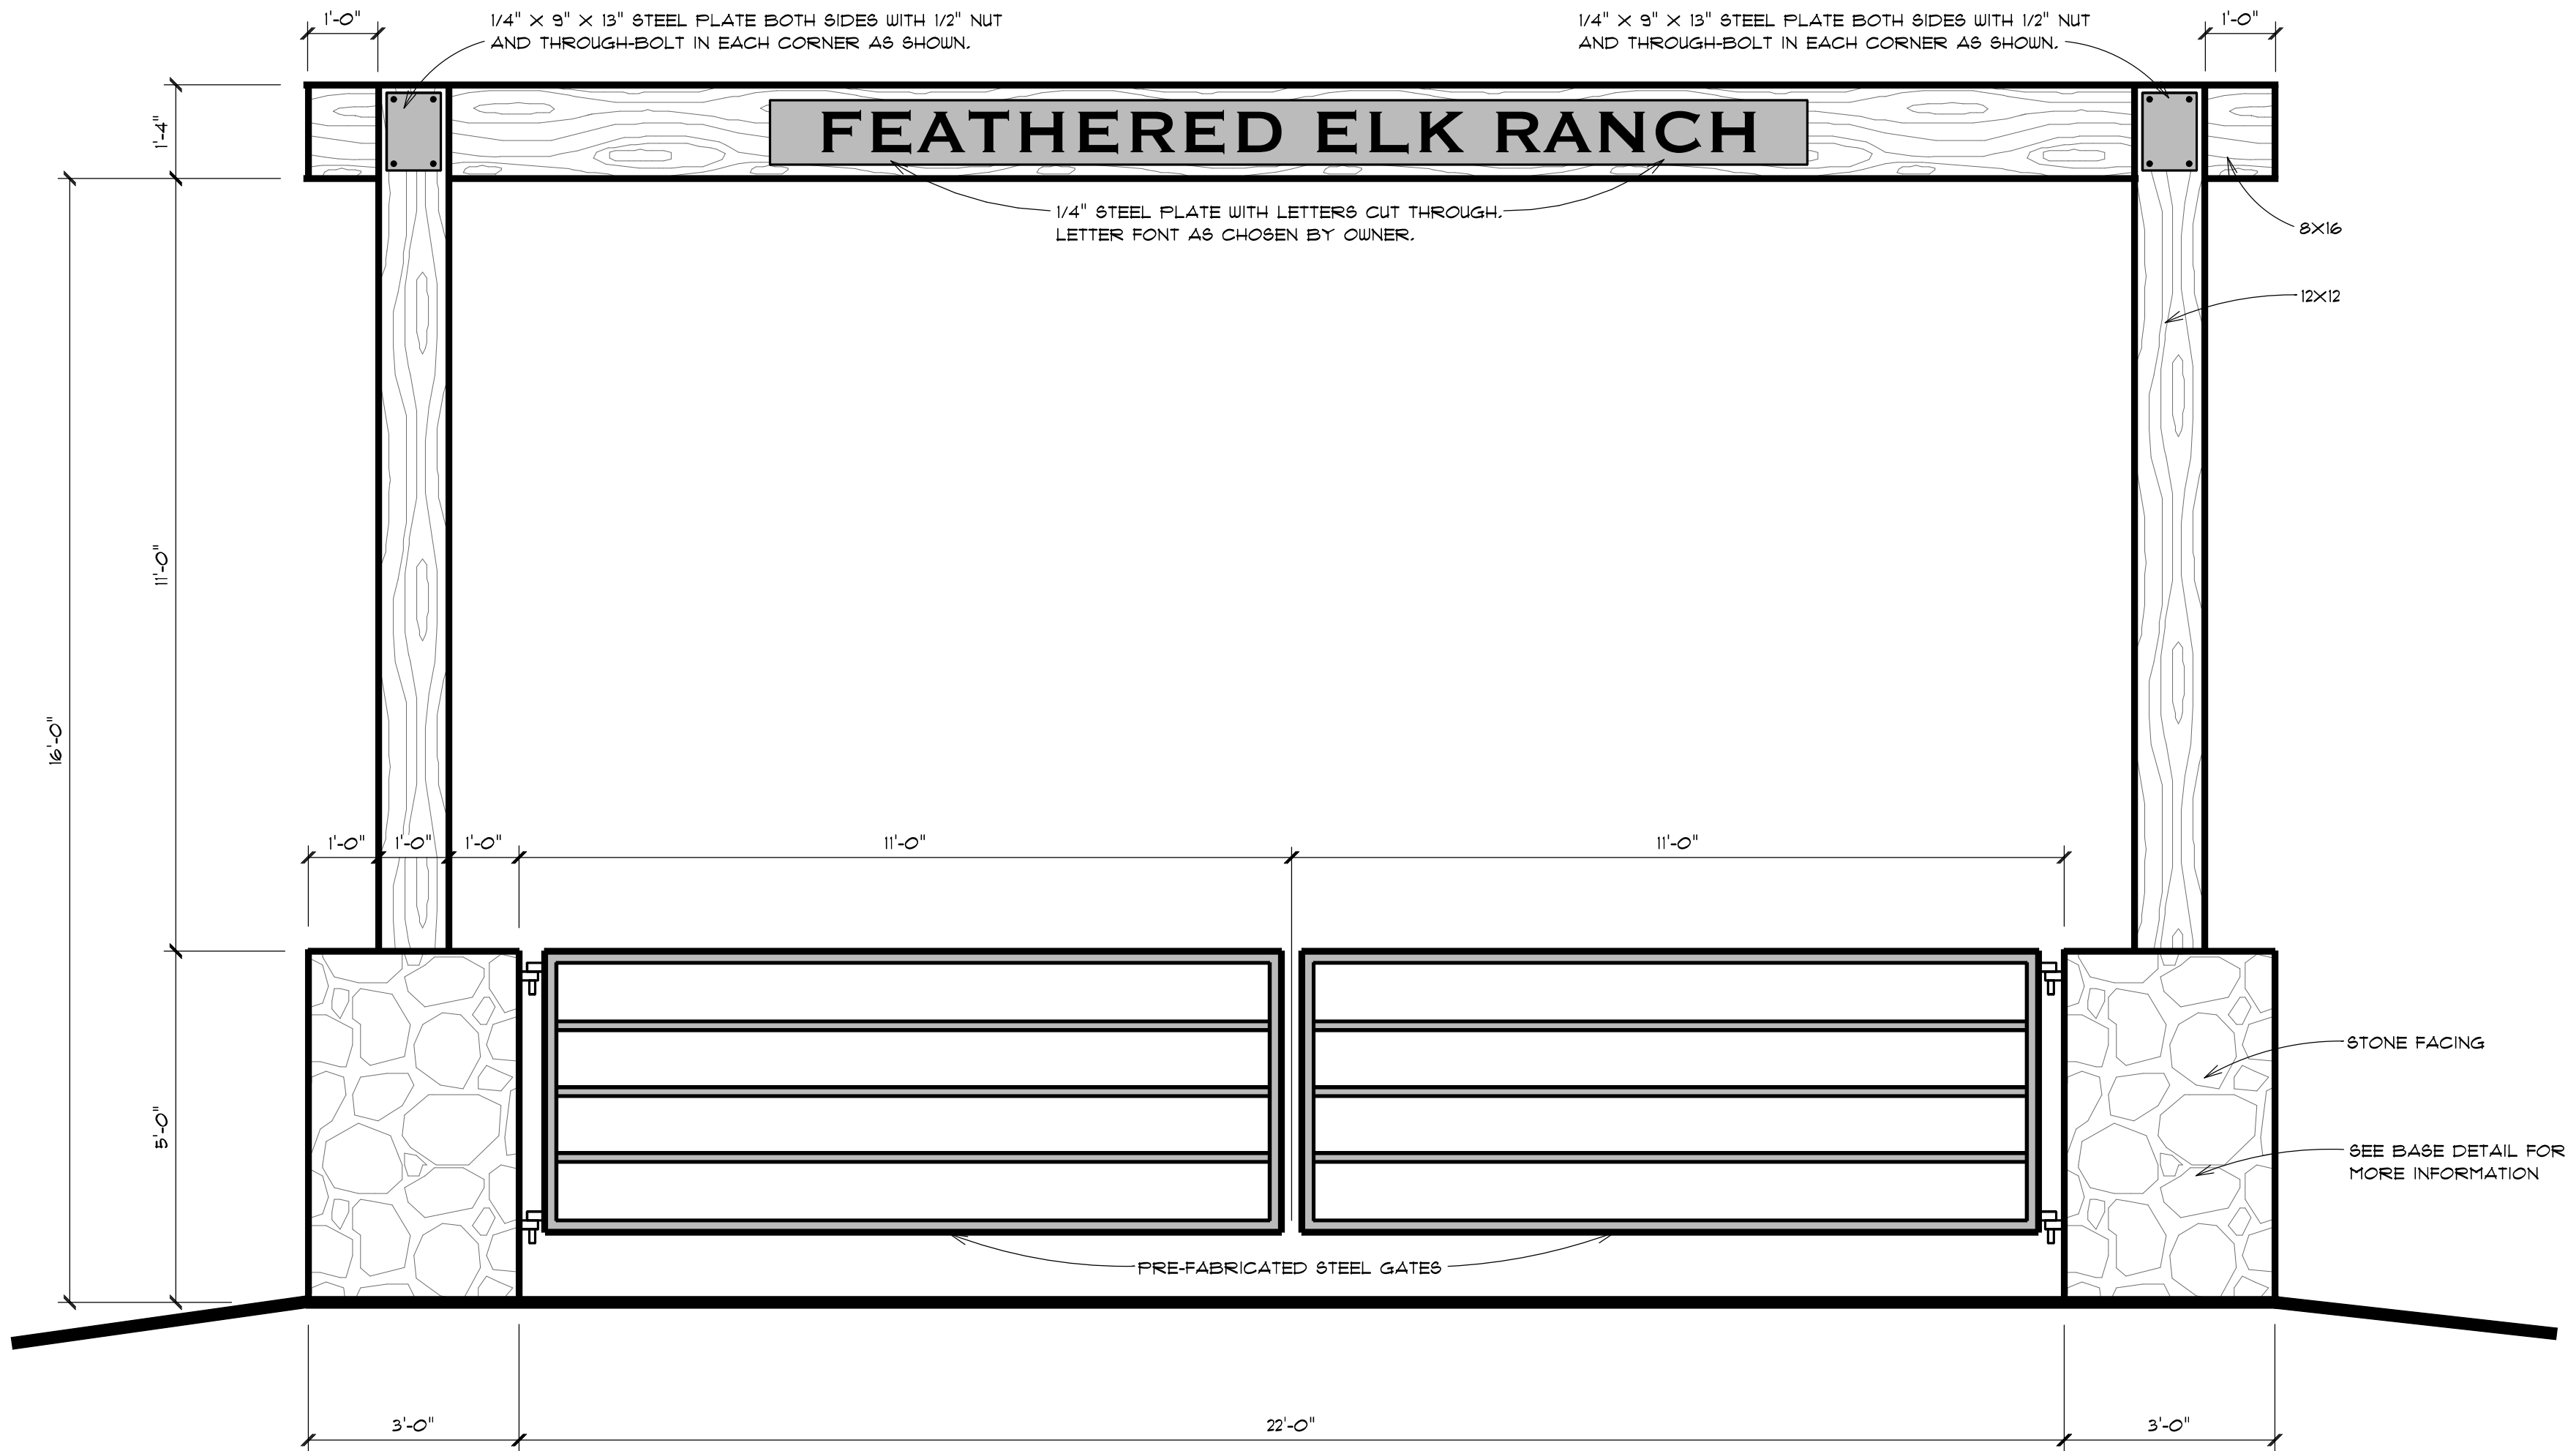 1'-0"
1/4" X 9" X 13" STEEL PLATE BOTH SIDES WITH 1/2" NUT
AND THROUGH-BOLT IN EACH CORNER AS SHOWN.
1/4" X 9" X 13" STEEL PLATE BOTH SIDES WITH 1/2" NUT
AND THROUGH-BOLT IN EACH CORNER AS SHOWN.
1'-0"
1'-4"
FEATHERED ELK RANCH
1/4" STEEL PLATE WITH LETTERS CUT THROUGH.
LETTER FONT AS CHOSEN BY OWNER.
8X16
12X12
11'-0"
16'-0"
1'-0"
1'-0"
1'-0"
11'-0"
11'-0"
STONE FACING
5'-0"
SEE BASE DETAIL FOR
MORE INFORMATION
PRE-FABRICATED STEEL GATES
3'-0"
22'-0"
3'-0"